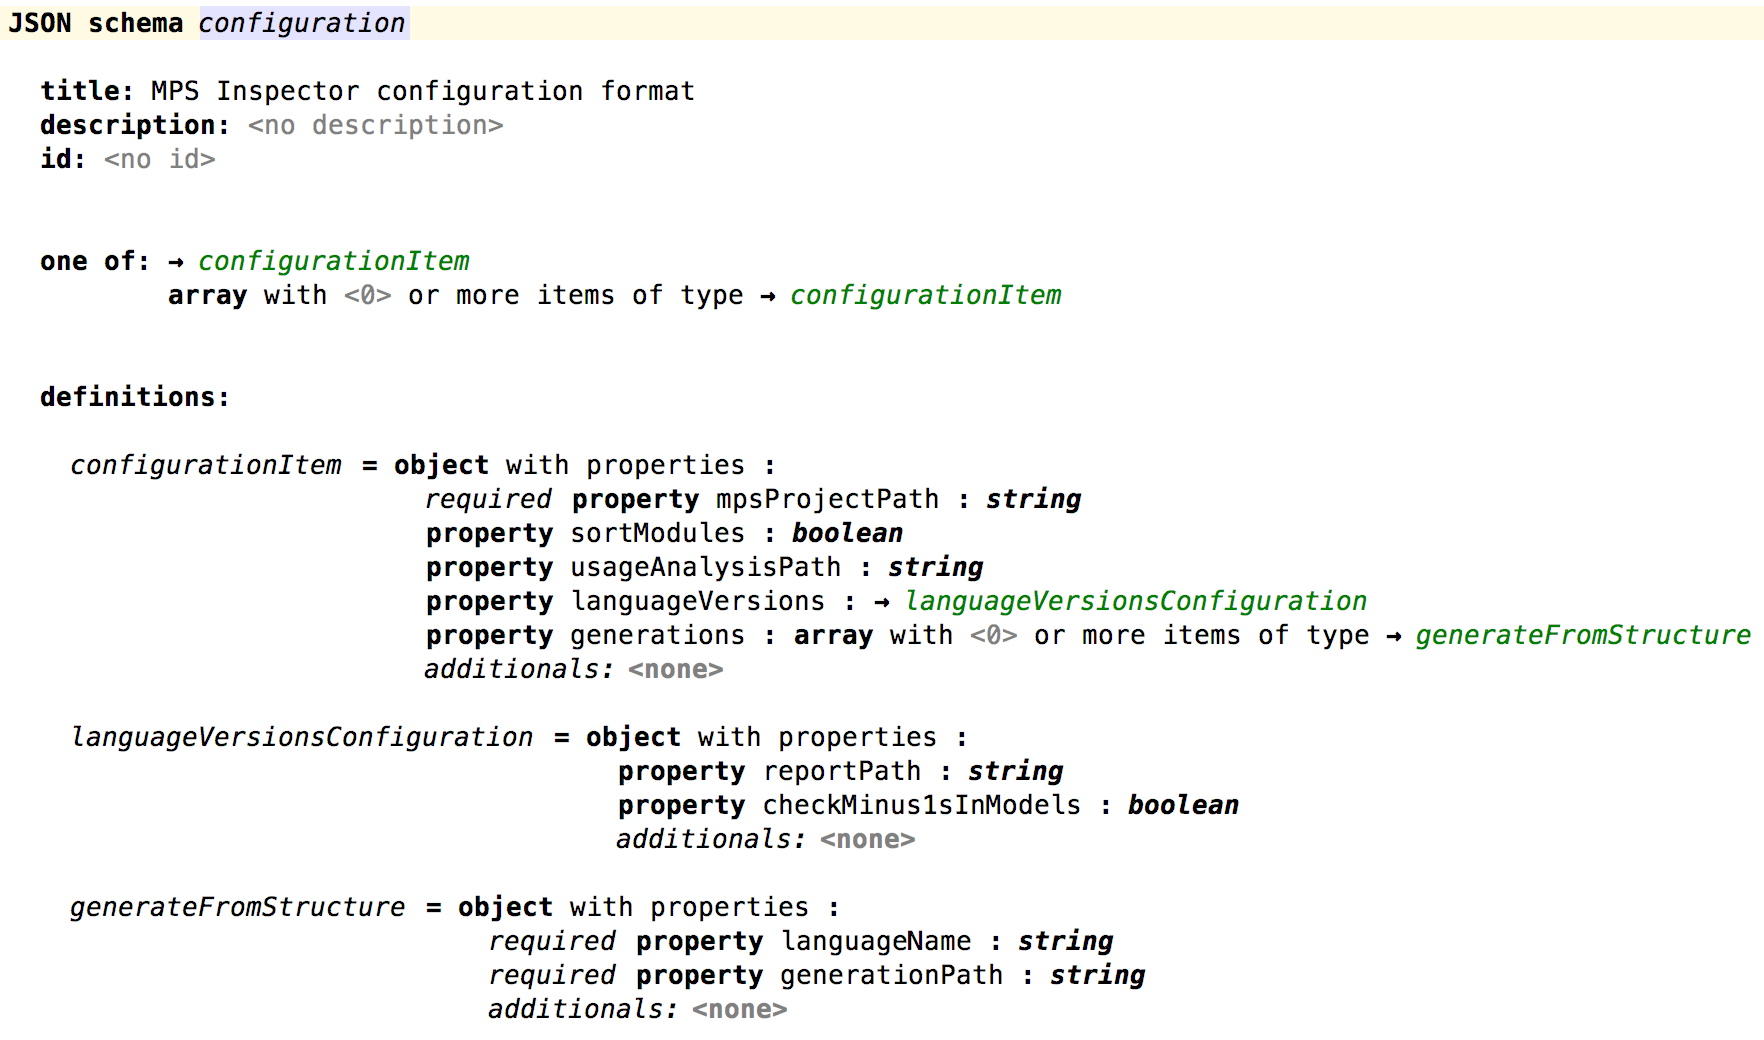 JSON schema configuration
title: MPS Inspector configuration format
description: <no description>
id: <no id>
one of: → configurationItem
array with <0> or more items of type → configurationItem
definitions:
configurationItem = object with properties :
required property mpsProjectPath : string
property sortModules : boolean
property usageAnalysisPath : string
property languageVersions : → languageVersionsConfiguration
property generations : array with <0> or more items of type → generateFromStructure
additionals: <none>
languageVersionsConfiguration = object with properties :
property reportPath : string
property checkMinus1sInModels : boolean
additionals: <none>
generateFromStructure = object with properties :
required property languageName : string
required property generationPath : string
additionals: <none>